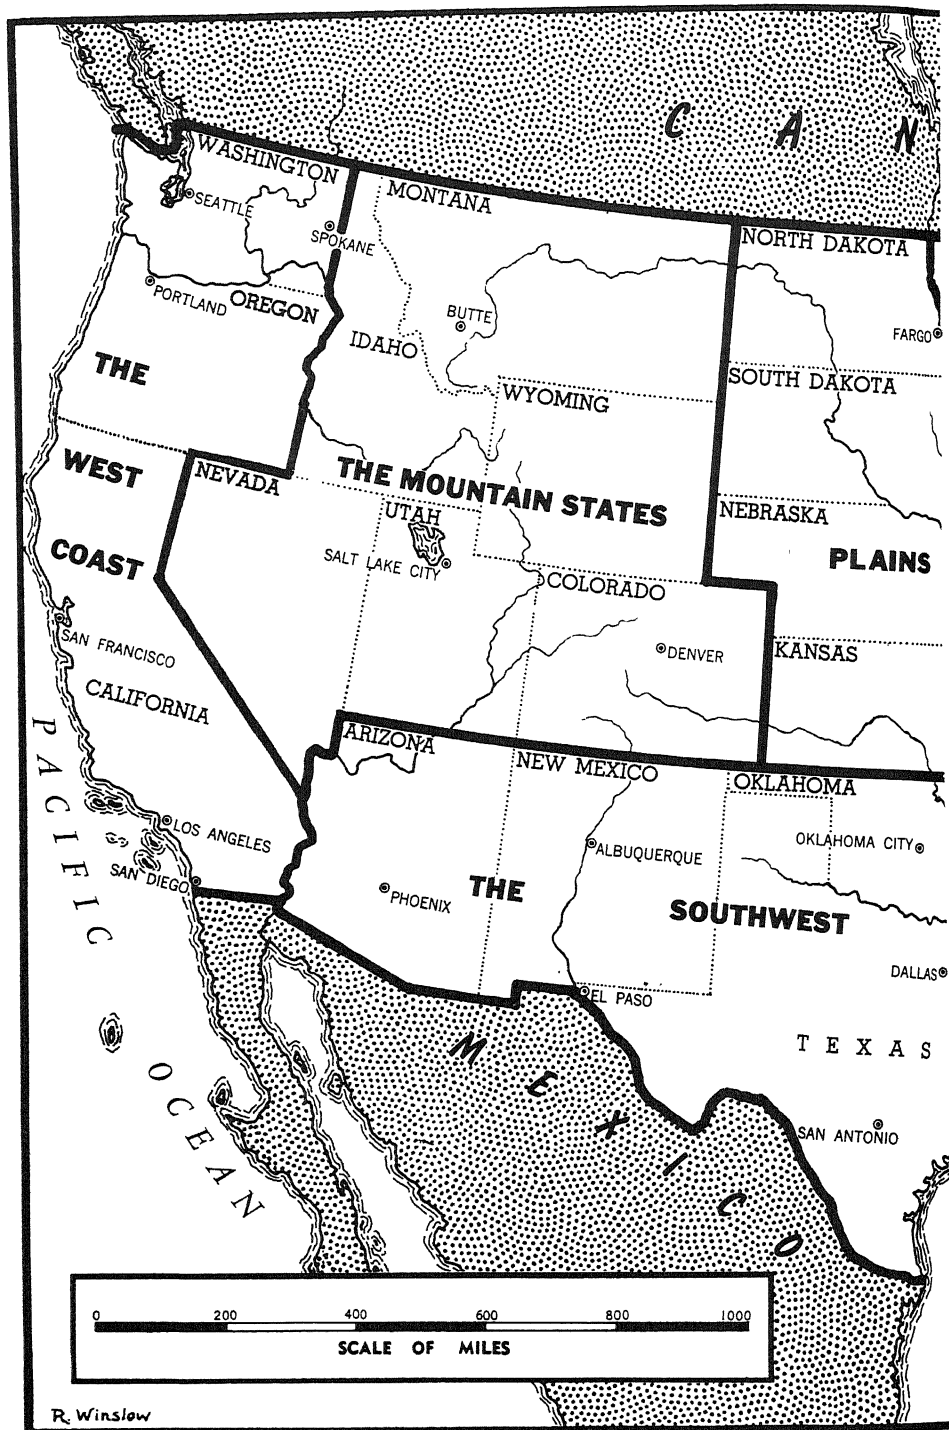 C A N
WASHINGTON
MONTANA
SEATTLE
SPOKANE
NORTH DAKOTA
PORTLAND
OREGON
BUTTE
FARGO
IDAHO
THE
SOUTH DAKOTA
WYOMING
WEST
NEVADA
THE MOUNTAIN STATES
UTAH
NEBRASKA
COAST
SALT LAKE CITY
PLAINS
COLORADO
SAN FRANCISCO
DENVER
KANSAS
CALIFORNIA
PACIFIC OCEAN
ARIZONA
NEW MEXICO
OKLAHOMA
LOS ANGELES
OKLAHOMA CITY
ALBUQUERQUE
SAN DIEGO
PHOENIX
THE
SOUTHWEST
DALLAS
EL PASO
TEXAS
MEXICO
SAN ANTONIO
0 200 400 600 800 1000
SCALE OF MILES
R. Winslow